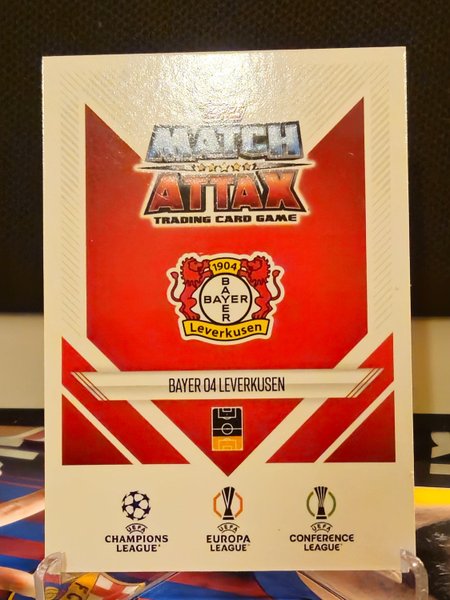 MATCH
ATTAX
TRADING CARD GAME
1904
BAYER
BAYER
Leverkusen
BAYER 04 LEVERKUSEN
UEFA
CHAMPIONS
LEAGUE
UEFA
EUROPA
LEAGUE
UEFA
CONFERENCE
LEAGUE